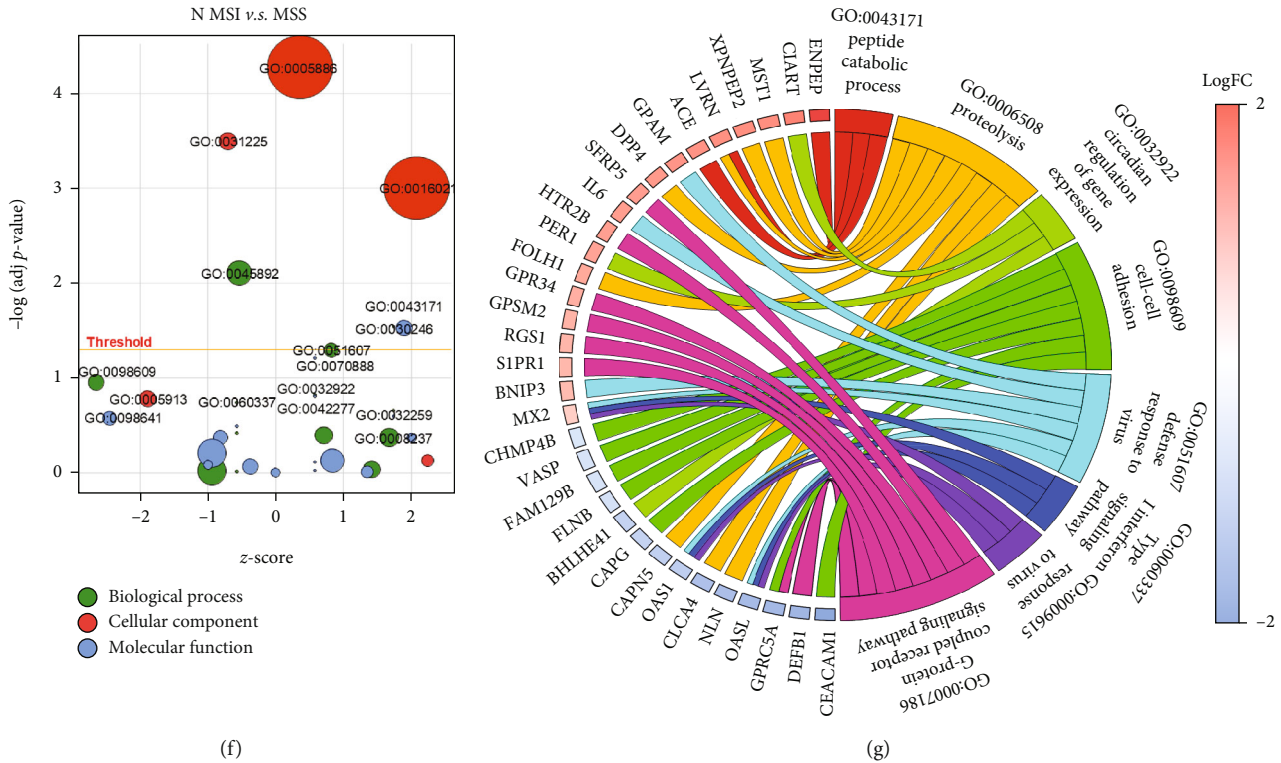 N MSI v.s. MSS
−log (adj p-value)
4
3
2
1
0
−2
−1
0
1
2
z-score
GO:0005886
GO:0031225
GO:0016021
GO:0045892
GO:0043171
GO:0030246
Threshold
GO:0051607
GO:0070888
GO:0098609
GO:0005913
GO:0098641
GO:0060337
GO:0032922
GO:0042277
GO:0032259
GO:0008237
Biological process
Cellular component
Molecular function
(f)
GO:0043171
peptide
catabolic
process
GO:0006508
proteolysis
GO:0032922
circadian
regulation
of gene
expression
GO:0098609
cell-cell
adhesion
GO:0051607
defense
response to
virus
GO:0060337
Type
I interferon
signaling
pathway
GO:0009615
response
to virus
GO:0007186
G-protein
coupled receptor
signaling pathway
ENPEP
CIART
MST1
XPNPEP2
LVRN
ACE
GPAM
DPP4
SFRP5
IL6
HTR2B
PER1
FOLH1
GPR34
GPSM2
RGS1
S1PR1
BNIP3
MX2
CHMP4B
VASP
FAM129B
FLNB
BHLHE41
CAPG
CAPN5
OAS1
CLCA4
NLN
OASL
GPRC5A
DEFB1
CEACAM1
LogFC
2
−2
(g)